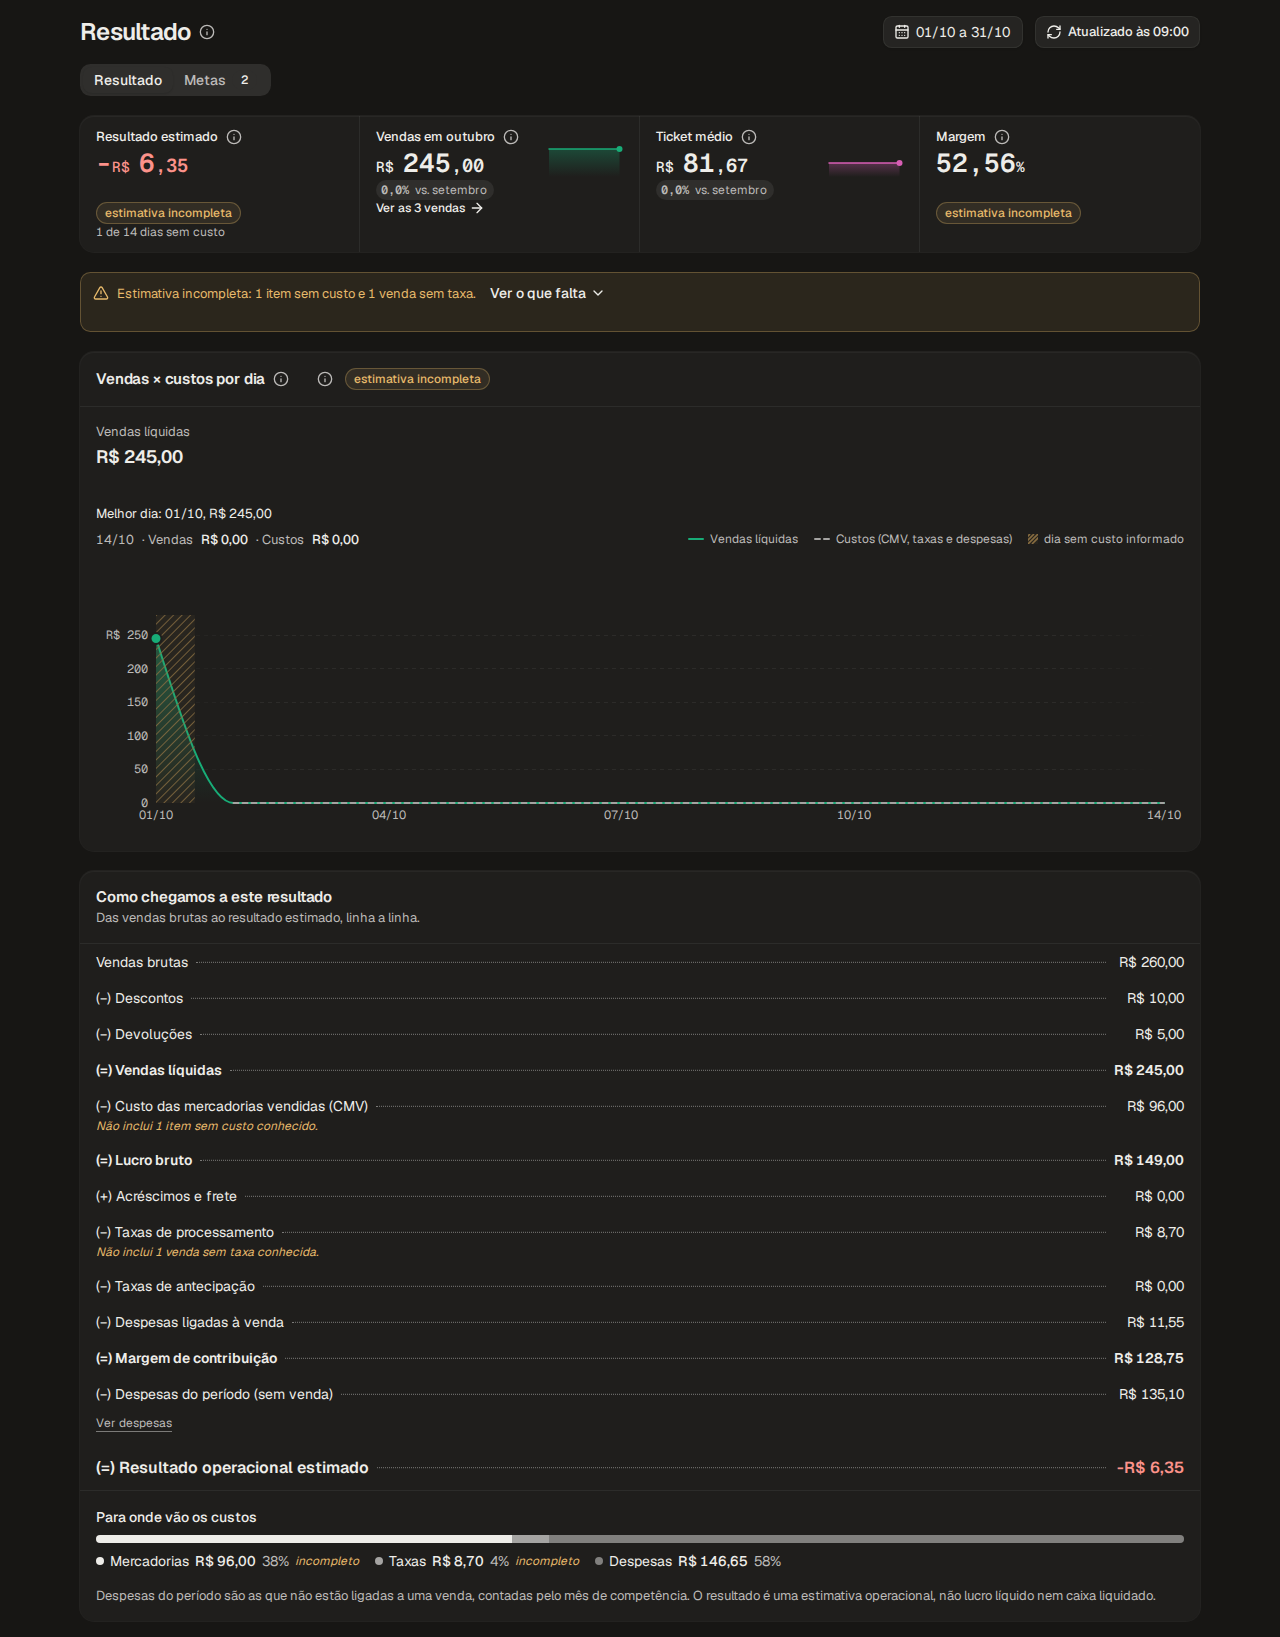 Resultado
01/10 a 31/10
Atualizado às 09:00
Resultado Metas 2
Resultado estimado
-R$ 6,35
estimativa incompleta
1 de 14 dias sem custo
Vendas em outubro
R$ 245,00
0,0% vs. setembro
Ver as 3 vendas →
Ticket médio
R$ 81,67
0,0% vs. setembro
Margem
52,56%
estimativa incompleta
Estimativa incompleta: 1 item sem custo e 1 venda sem taxa. Ver o que falta
Vendas × custos por dia estimativa incompleta
Vendas líquidas
R$ 245,00
Melhor dia: 01/10, R$ 245,00
14/10 · Vendas R$ 0,00 · Custos R$ 0,00
Vendas líquidas Custos (CMV, taxas e despesas) dia sem custo informado
R$ 250
200
150
100
50
0
01/10 04/10 07/10 10/10 14/10
Como chegamos a este resultado
Das vendas brutas ao resultado estimado, linha a linha.
Vendas brutas R$ 260,00
(−) Descontos R$ 10,00
(−) Devoluções R$ 5,00
(=) Vendas líquidas R$ 245,00
(−) Custo das mercadorias vendidas (CMV) R$ 96,00
Não inclui 1 item sem custo conhecido.
(=) Lucro bruto R$ 149,00
(+) Acréscimos e frete R$ 0,00
(−) Taxas de processamento R$ 8,70
Não inclui 1 venda sem taxa conhecida.
(−) Taxas de antecipação R$ 0,00
(−) Despesas ligadas à venda R$ 11,55
(=) Margem de contribuição R$ 128,75
(−) Despesas do período (sem venda) R$ 135,10
Ver despesas
(=) Resultado operacional estimado -R$ 6,35
Para onde vão os custos
Mercadorias R$ 96,00 38% incompleto Taxas R$ 8,70 4% incompleto Despesas R$ 146,65 58%
Despesas do período são as que não estão ligadas a uma venda, contadas pelo mês de competência. O resultado é uma estimativa operacional, não lucro líquido nem caixa liquidado.